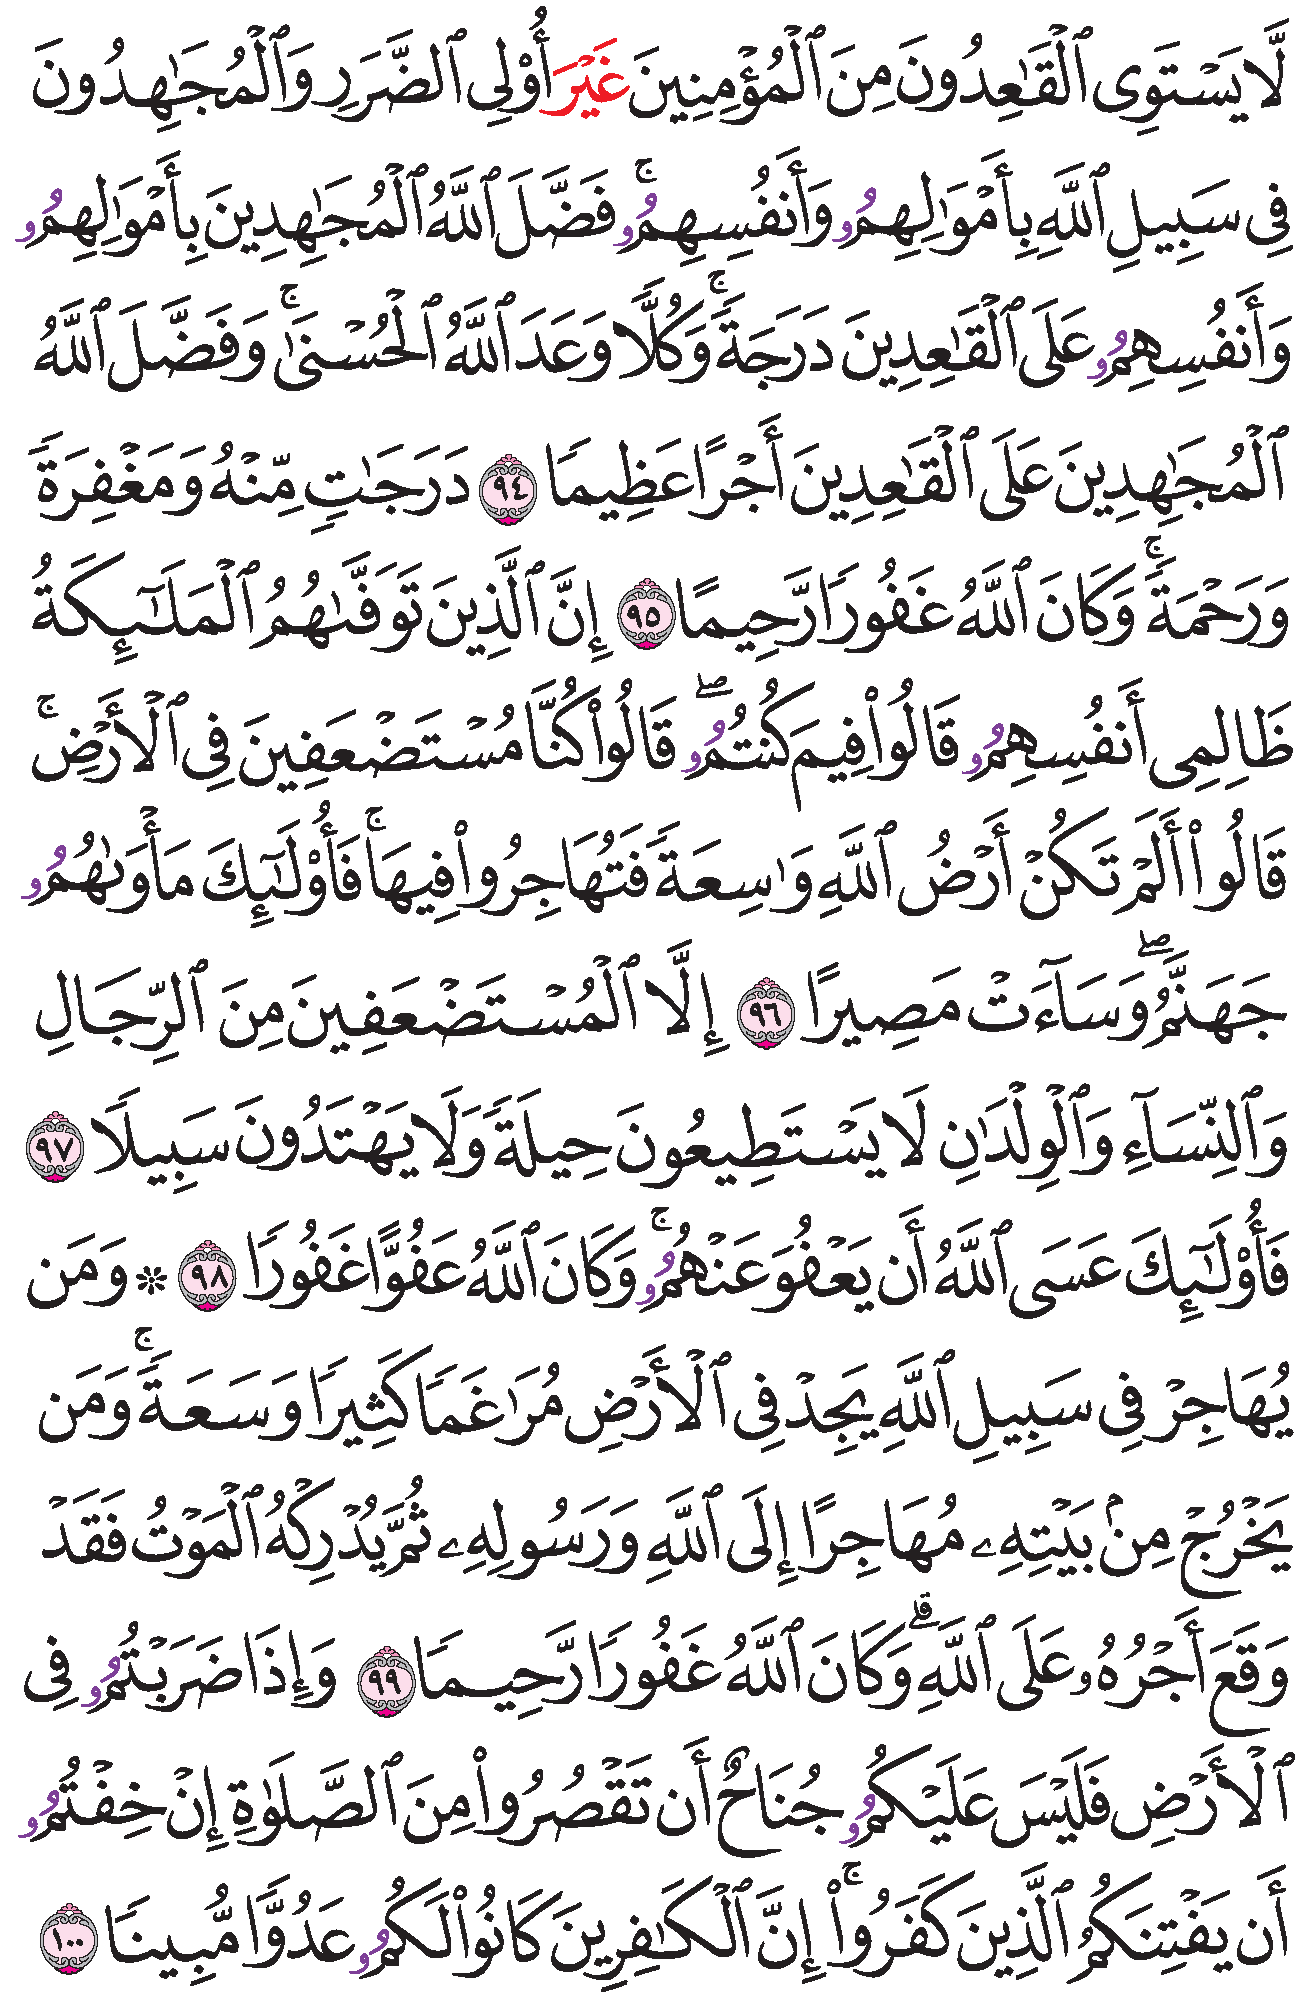 لَّا يَسْتَوِى ٱلْقَٰعِدُونَ مِنَ ٱلْمُؤْمِنِينَ غَيْرَ أُوْلِى ٱلضَّرَرِ وَٱلْمُجَٰهِدُونَ
فِى سَبِيلِ ٱللَّهِ بِأَمْوَٰلِهِمُۥ وَأَنفُسِهِمُۥۚ فَضَّلَ ٱللَّهُ ٱلْمُجَٰهِدِينَ بِأَمْوَٰلِهِمُۥ
وَأَنفُسِهِمُۥ عَلَى ٱلْقَٰعِدِينَ دَرَجَةٗۚ وَكُلّٗا وَعَدَ ٱللَّهُ ٱلْحُسْنَىٰۚ وَفَضَّلَ ٱللَّهُ
ٱلْمُجَٰهِدِينَ عَلَى ٱلْقَٰعِدِينَ أَجْرًا عَظِيمٗا ٩٤ دَرَجَٰتٖ مِّنْهُ وَمَغْفِرَةٗ
وَرَحْمَةٗۚ وَكَانَ ٱللَّهُ غَفُورٗا رَّحِيمًا ٩٥ إِنَّ ٱلَّذِينَ تَوَفَّىٰهُمُ ٱلْمَلَٰٓئِكَةُ
ظَالِمِى أَنفُسِهِمُۥ قَالُواْ فِيمَ كُنتُمُۥۖ قَالُواْ كُنَّا مُسْتَضْعَفِينَ فِى ٱلْأَرْضِۚ
قَالُواْ أَلَمْ تَكُنْ أَرْضُ ٱللَّهِ وَٰسِعَةٗ فَتُهَاجِرُواْ فِيهَاۚ فَأُوْلَٰٓئِكَ مَأْوَىٰهُمُۥ
جَهَنَّمُۖ وَسَآءَتْ مَصِيرًا ٩٦ إِلَّا ٱلْمُسْتَضْعَفِينَ مِنَ ٱلرِّجَالِ
وَٱلنِّسَآءِ وَٱلْوِلْدَٰنِ لَا يَسْتَطِيعُونَ حِيلَةٗ وَلَا يَهْتَدُونَ سَبِيلٗا ٩٧
فَأُوْلَٰٓئِكَ عَسَى ٱللَّهُ أَن يَعْفُوَ عَنْهُمُۥۚ وَكَانَ ٱللَّهُ عَفُوًّا غَفُورٗا ٩٨ ۞ وَمَن
يُهَاجِرْ فِى سَبِيلِ ٱللَّهِ يَجِدْ فِى ٱلْأَرْضِ مُرَٰغَمٗا كَثِيرٗا وَسَعَةٗۚ وَمَن
يَخْرُجْ مِنۢ بَيْتِهِۦ مُهَاجِرًا إِلَى ٱللَّهِ وَرَسُولِهِۦ ثُمَّ يُدْرِكْهُ ٱلْمَوْتُ فَقَدْ
وَقَعَ أَجْرُهُۥ عَلَى ٱللَّهِۗ وَكَانَ ٱللَّهُ غَفُورٗا رَّحِيمٗا ٩٩ وَإِذَا ضَرَبْتُمُۥ فِى
ٱلْأَرْضِ فَلَيْسَ عَلَيْكُمُۥ جُنَاحٌ أَن تَقْصُرُواْ مِنَ ٱلصَّلَوٰةِ إِنْ خِفْتُمُۥ
أَن يَفْتِنَكُمُ ٱلَّذِينَ كَفَرُواْۚ إِنَّ ٱلْكَٰفِرِينَ كَانُواْ لَكُمُۥ عَدُوّٗا مُّبِينٗا ١٠٠